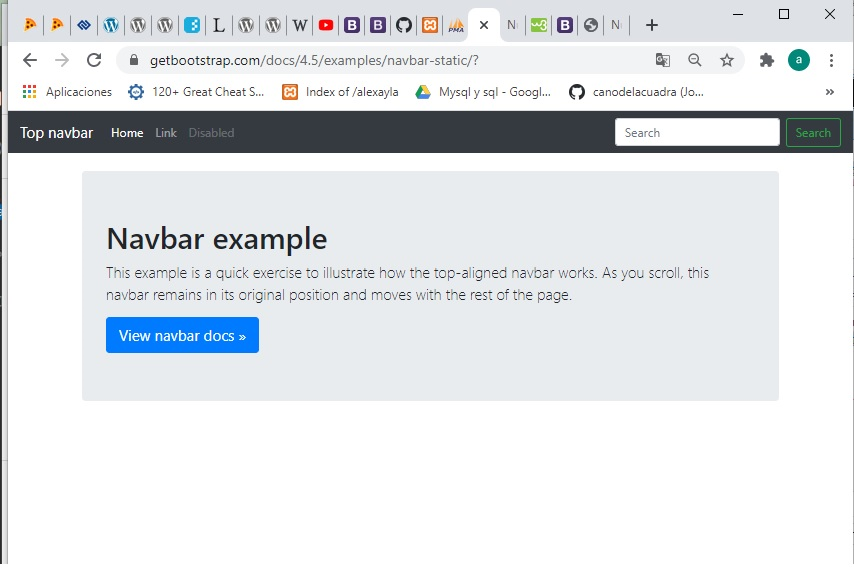 L
W
PMA
N
w3
N
getbootstrap.com/docs/4.5/examples/navbar-static/?
a
Aplicaciones
120+ Great Cheat S...
Index of /alexayla
Mysql y sql - Googl...
canodelacuadra (Jo...
»
Top navbar
Home
Link
Disabled
Search
Search
Navbar example
This example is a quick exercise to illustrate how the top-aligned navbar works. As you scroll, this
navbar remains in its original position and moves with the rest of the page.
View navbar docs »